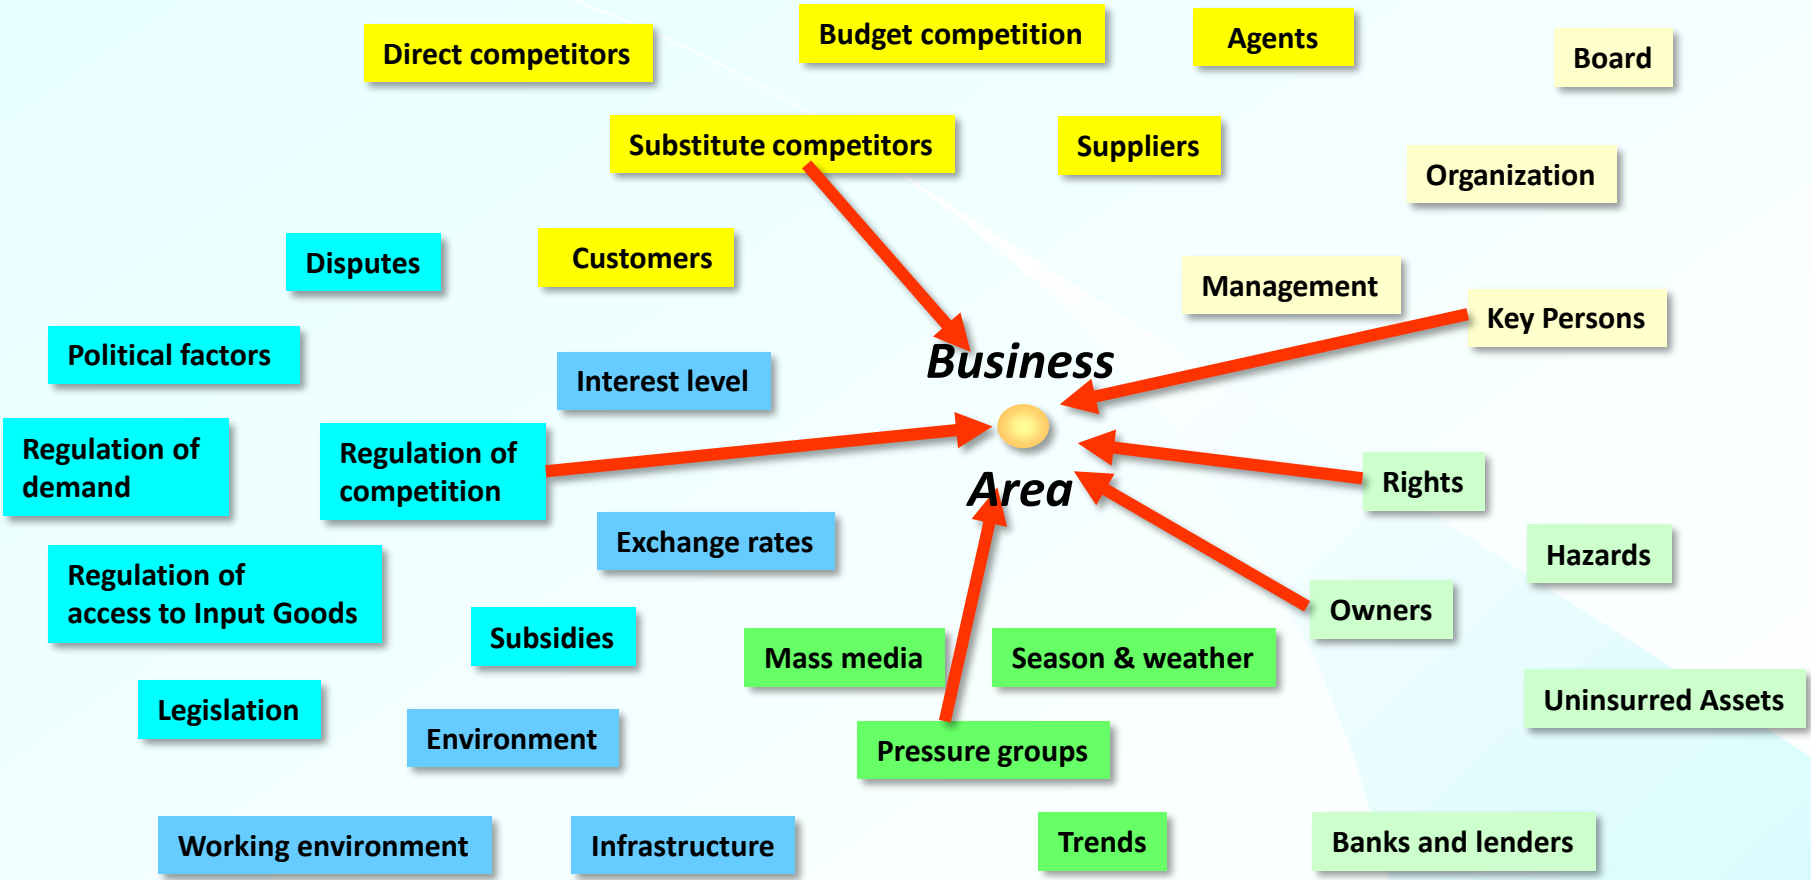 Direct competitors
Budget competition
Agents
Board
Substitute competitors
Suppliers
Organization
Disputes
Customers
Management
Key Persons
Political factors
Interest level
Business
Area
Regulation of
demand
Regulation of
competition
Rights
Exchange rates
Hazards
Regulation of
access to Input Goods
Subsidies
Owners
Mass media
Season & weather
Legislation
Environment
Pressure groups
Uninsurred Assets
Working environment
Infrastructure
Trends
Banks and lenders